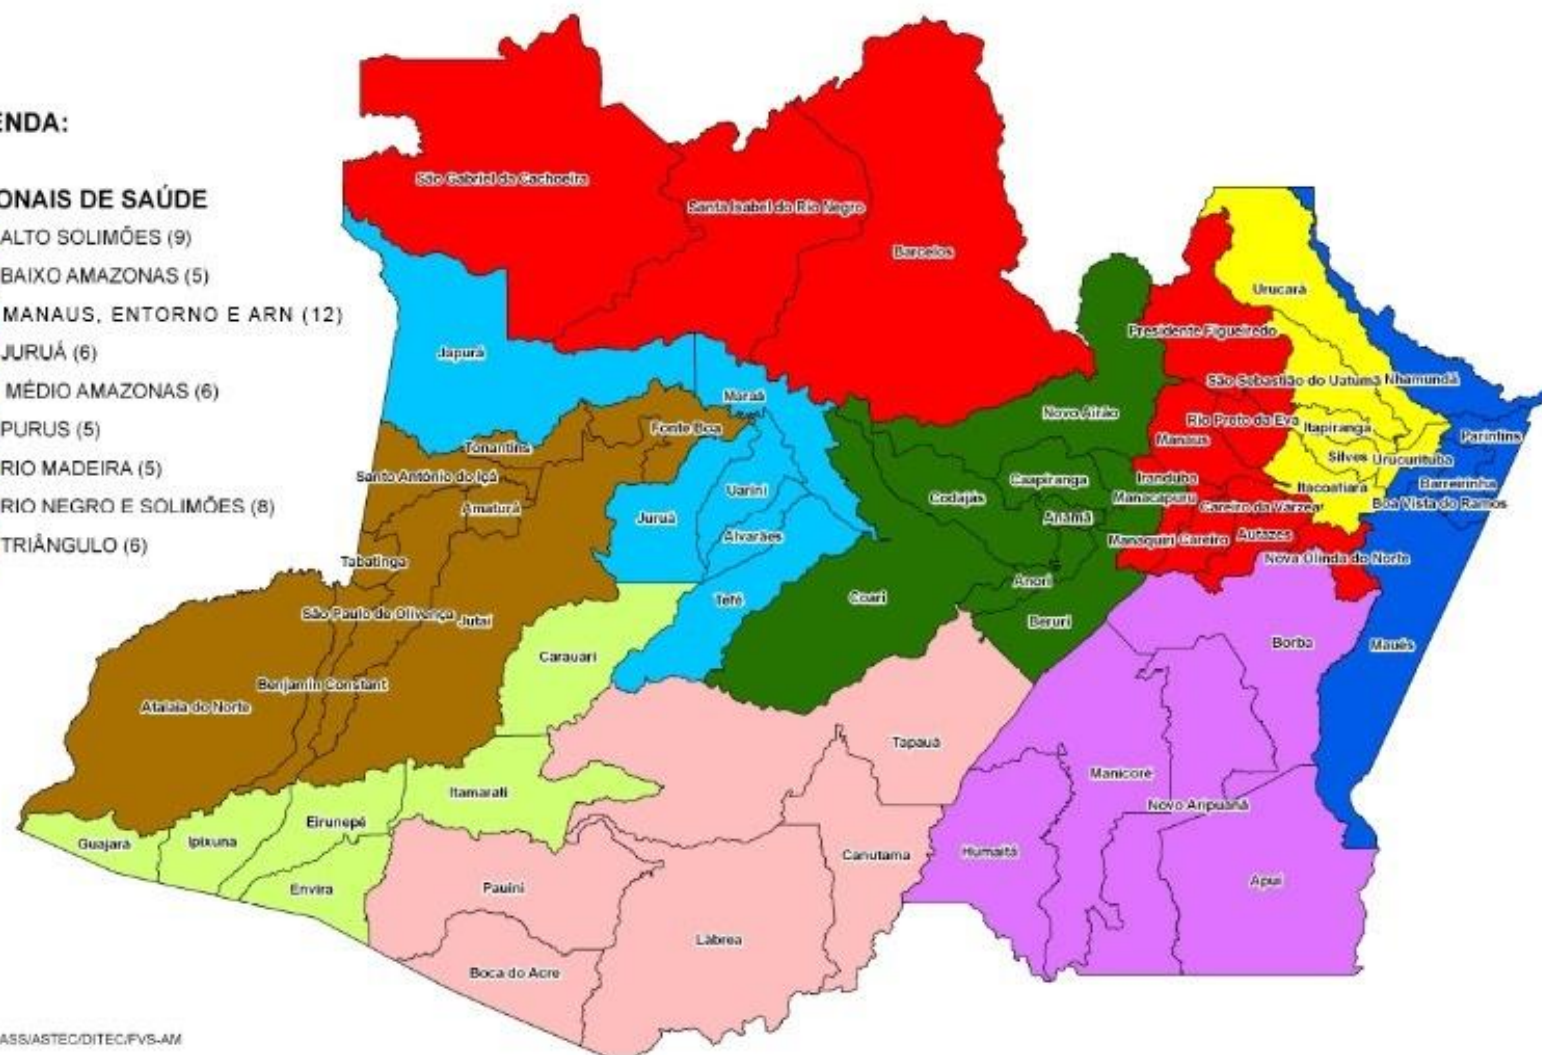 ENDA:
ONAIS DE SAÚDE
ALTO SOLIMÕES (9)
BAIXO AMAZONAS (5)
MANAUS, ENTORNO E ARN (12)
JURUÁ (6)
MÉDIO AMAZONAS (6)
PURUS (5)
RIO MADEIRA (5)
RIO NEGRO E SOLIMÕES (8)
TRIÂNGULO (6)
São Gabriel da Cachoeira
Santa Isabel do Rio Negro
Barcelos
Urucará
Presidente Figueiredo
Japurá
São Sebastião do Uatumã
Nhamundá
Maraã
Novo Airão
Rio Preto da Eva
Fonte Boa
Itapiranga
Parintins
Manaus
Tonantins
Silves
Urucurituba
Santo Antônio do Içá
Iranduba
Caapiranga
Barreirinha
Uarini
Itacoatiara
Codajás
Manacapuru
Boa Vista do Ramos
Amaturá
Careiro da Várzea
Juruá
Anamã
Alvarães
Autazes
Manaquiri
Careiro
Nova Olinda do Norte
Tabatinga
Anori
Coari
Tefé
São Paulo de Olivença
Jutaí
Beruri
Borba
Maués
Carauari
Benjamin Constant
Atalaia do Norte
Tapauá
Manicoré
Itamarati
Novo Aripuanã
Eirunepé
Guajará
Ipixuna
Humaitá
Canutama
Apuí
Envira
Pauini
Lábrea
Boca do Acre
ASS/ASTEC/DITEC/FVS-AM